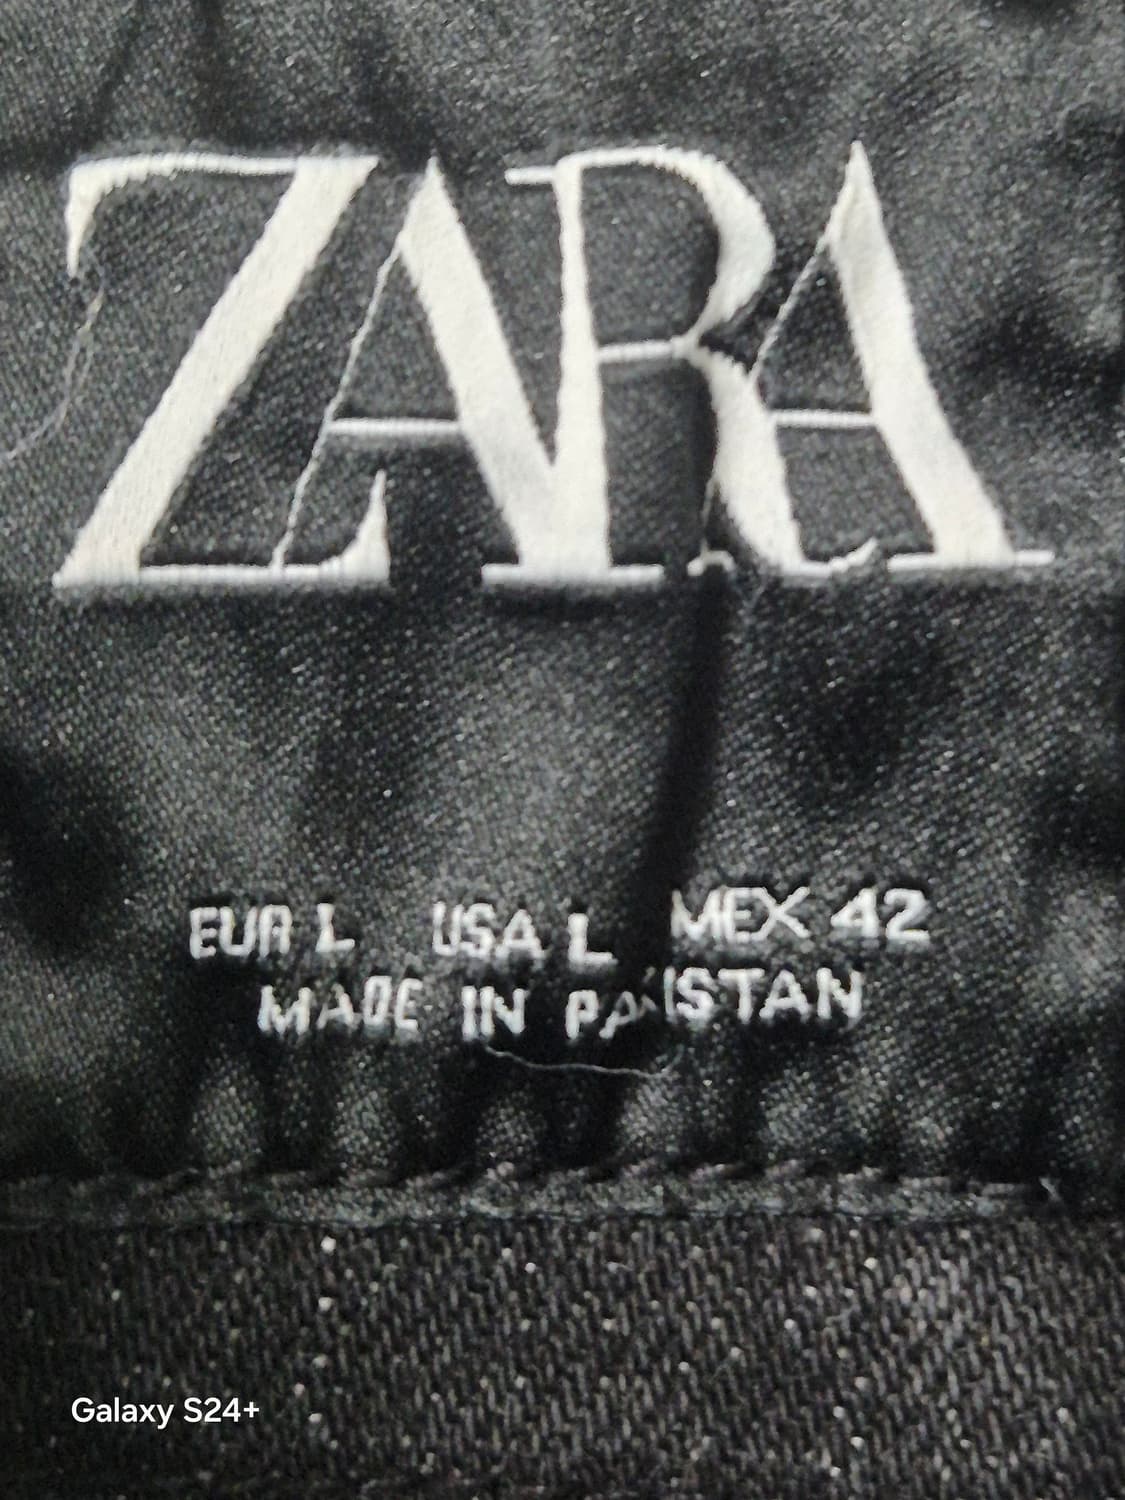 ZARA
EUR L USA L MEX 42
MADE IN PAKISTAN
Galaxy S24+